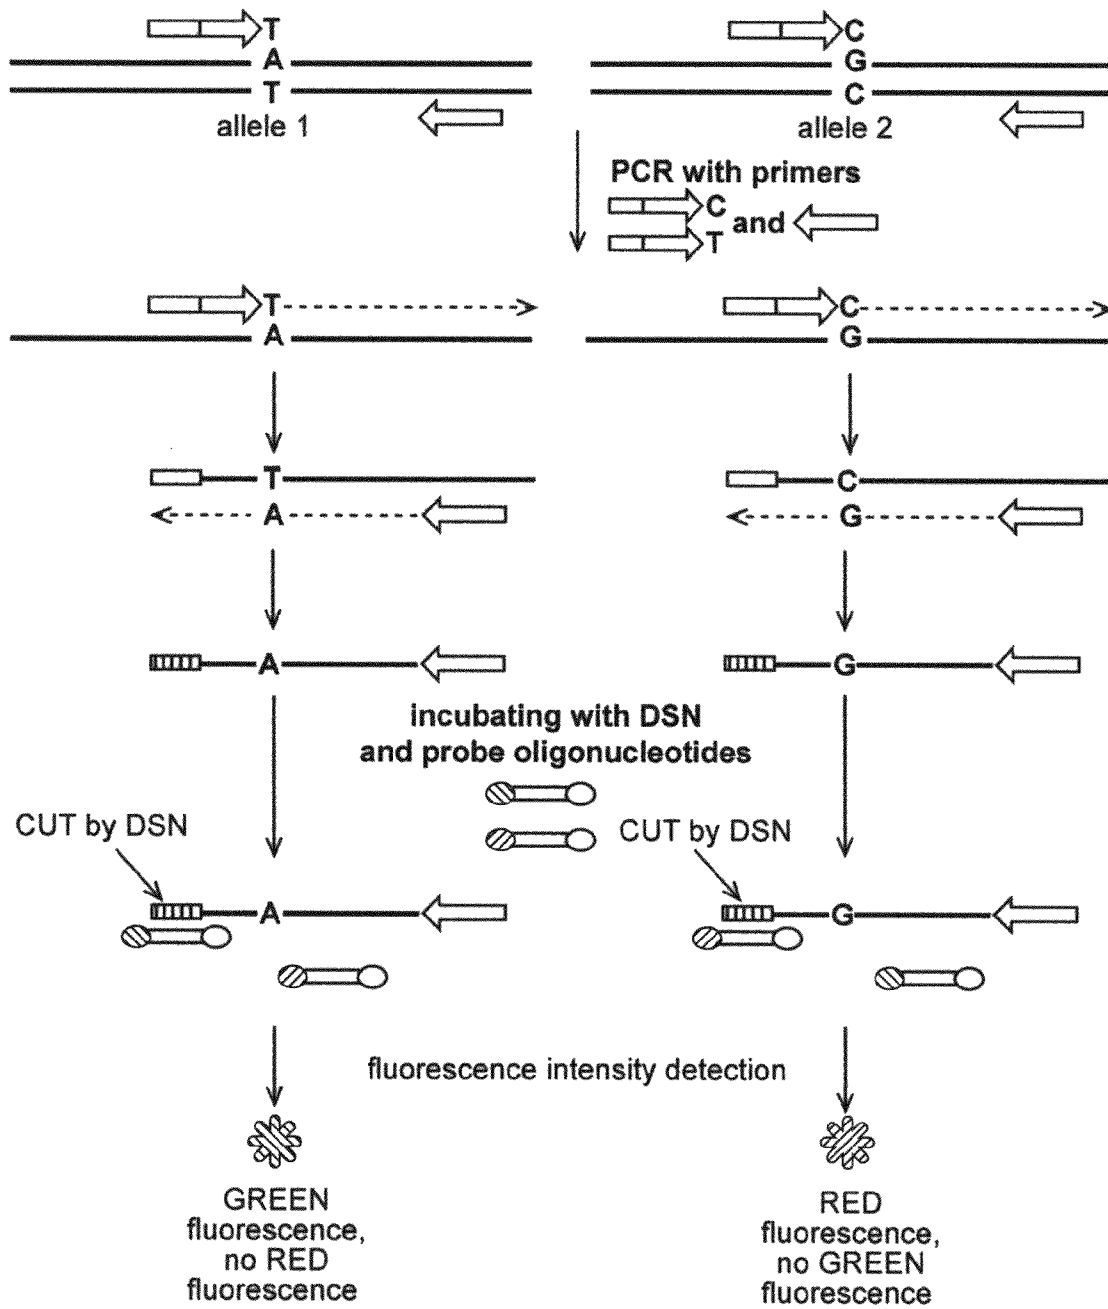 T
C
A
G
T
C
allele 1
allele 2
PCR with primers
C
and
T
T
C
A
G
T
C
A
G
A
G
incubating with DSN
and probe oligonucleotides
CUT by DSN
CUT by DSN
A
G
fluorescence intensity detection
GREEN
fluorescence,
no RED
fluorescence
RED
fluorescence,
no GREEN
fluorescence